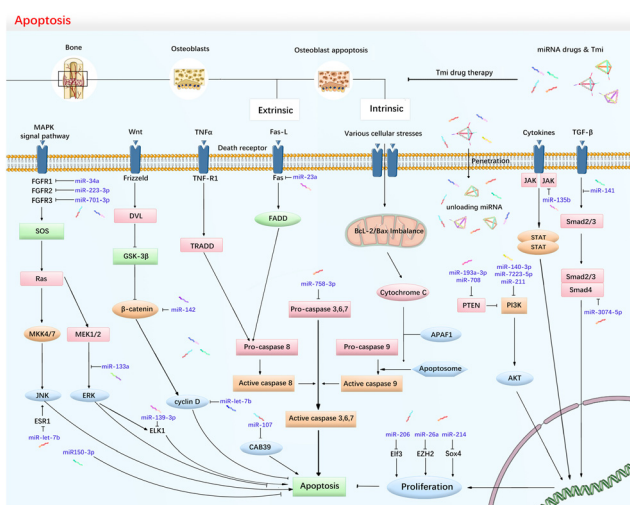 Apoptosis
Bone
Osteoblasts
Osteoblast appoptosis
miRNA drugs & Tmi
Tmi drug therapy
Extrinsic
Intrinsic
MAPK
signal pathway
Wnt
TNFα
Fas-L
Various cellular stresses
Cytokines
TGF-β
Death receptor
Penetration
FGFR1
miR-34a
FGFR2
miR-223-3p
FGFR3
miR-701-3p
Frizzeld
TNF-R1
Fas
miR-23a
JAK
JAK
miR-135b
miR-141
unloading miRNA
DVL
SOS
FADD
BcL-2/Bax Imbalance
STAT
STAT
Smad2/3
GSK-3β
TRADD
Ras
miR-758-3p
Cytochrome C
miR-193a-3p
miR-708
miR-140-3p
miR-7223-5p
miR-211
Smad2/3
Smad4
β-catenin
miR-142
Pro-caspase 3,6,7
PTEN
PI3K
miR-3074-5p
MKK4/7
MEK1/2
APAF1
Pro-caspase 8
Pro-caspase 9
miR-133a
Apoptosome
AKT
Active caspase 8
Active caspase 9
JNK
ERK
cyclin D
miR-let-7b
ESR1
miR-let-7b
miR-139-3p
ELK1
miR-107
Active caspase 3,6,7
CAB39
miR-206
miR-26a
miR-214
Elf3
EZH2
Sox4
miR150-3p
Apoptosis
Proliferation